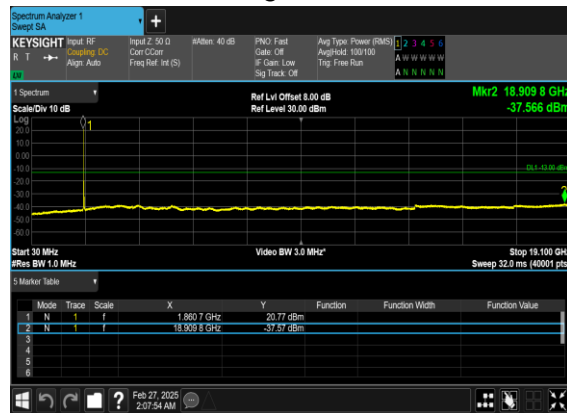 Spectrum Analyzer 1
Swept SA
+
KEYSIGHT
R T
Input: RF
Coupling: DC
Align: Auto
Input Z: 50 Ω
Corr CCorr
Freq Ref: Int (S)
#Atten: 40 dB
PNO: Fast
Gate: Off
IF Gain: Low
Sig Track: Off
Avg Type: Power (RMS)
Avg|Hold: 100/100
Trig: Free Run
1 2 3 4 5 6
A W W W W W
A N N N N N
1 Spectrum
Scale/Div 10 dB
Ref Lvl Offset 8.00 dB
Ref Level 30.00 dBm
Mkr2 18.909 8 GHz
-37.566 dBm
Log
20.0
10.0
0.00
-10.0
-20.0
-30.0
-40.0
-50.0
-60.0
1
DL1 -13.00 dBm
2
Start 30 MHz
#Res BW 1.0 MHz
Video BW 3.0 MHz*
Stop 19.100 GHz
Sweep 32.0 ms (40001 pts)
5 Marker Table
Mode Trace Scale X Y Function Function Width Function Value
1 N 1 f 1.860 7 GHz 20.77 dBm
2 N 1 f 18.909 8 GHz -37.57 dBm
3
4
5
6
?
Feb 27, 2025
2:07:54 AM